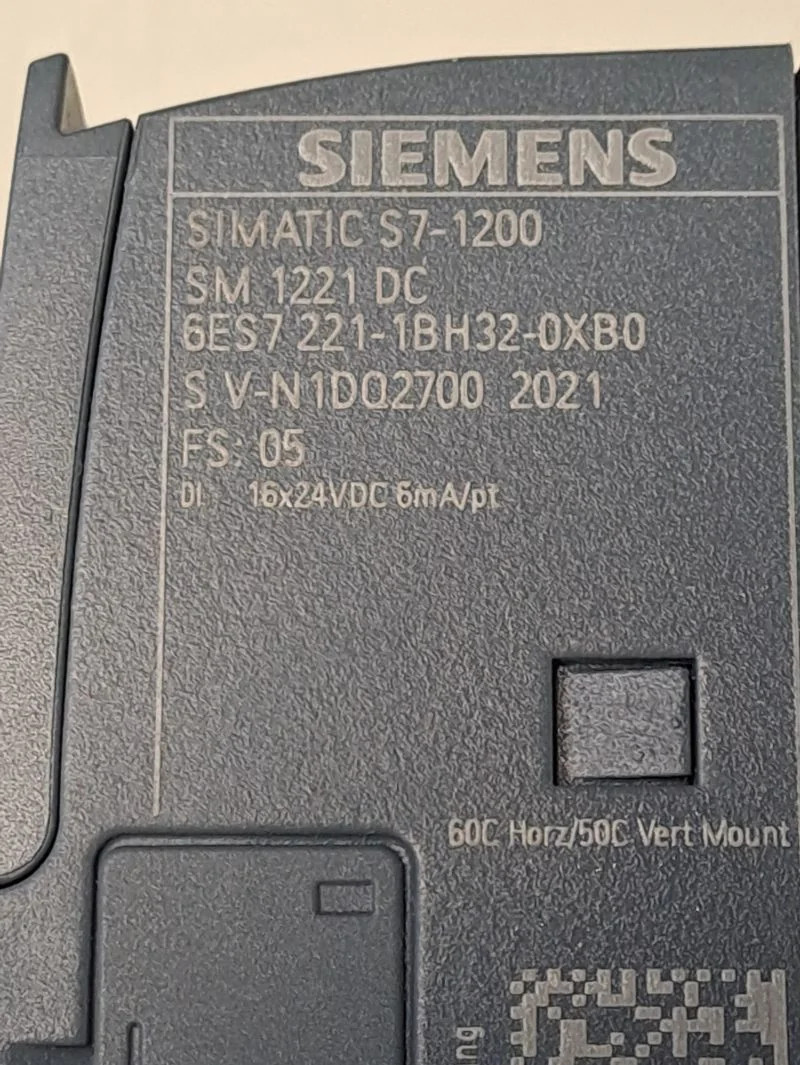 SIEMENS
SIMATIC S7-1200
SM 1221 DC
6ES7 221-1BH32-0XB0
S V-N1DQ2700 2021
FS: 05
DI 16x24VDC 6mA/pt
60C Horz/50C Vert Mount